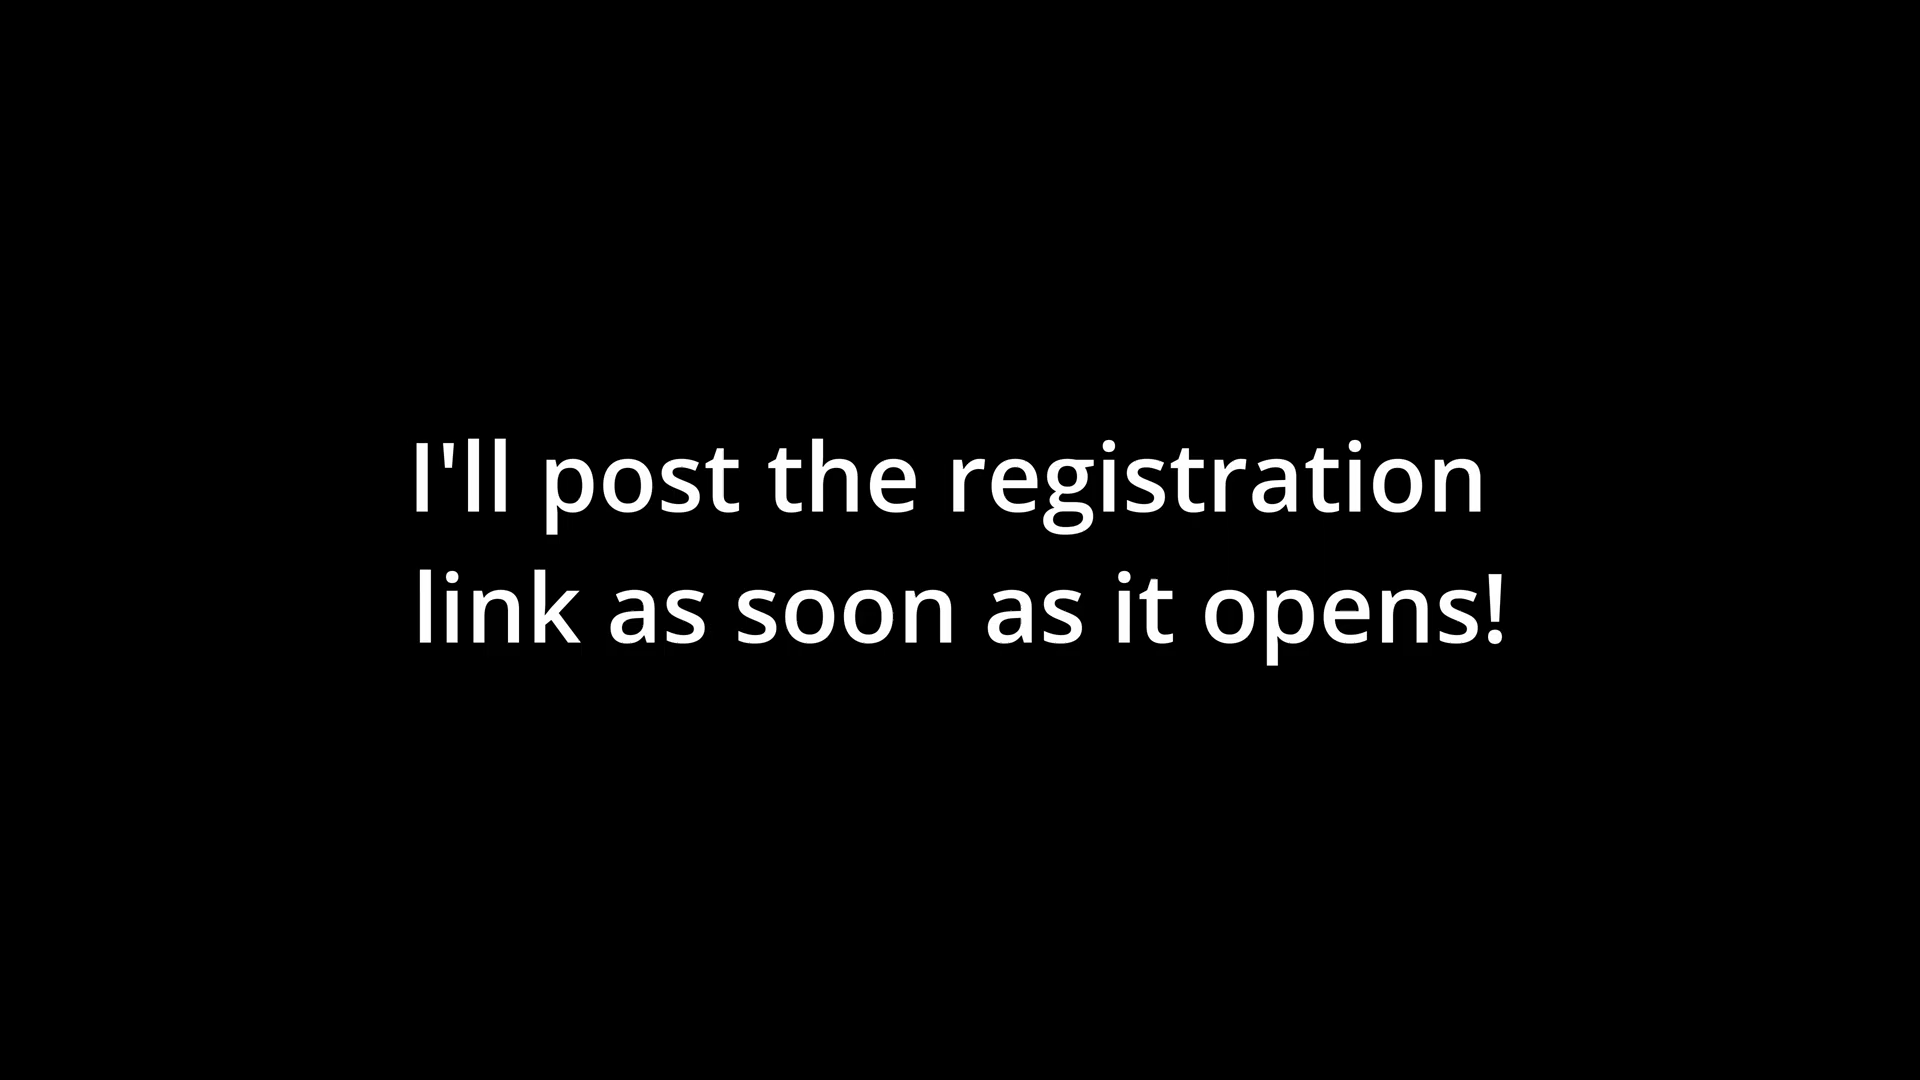 I'll post the registration
link as soon as it opens!